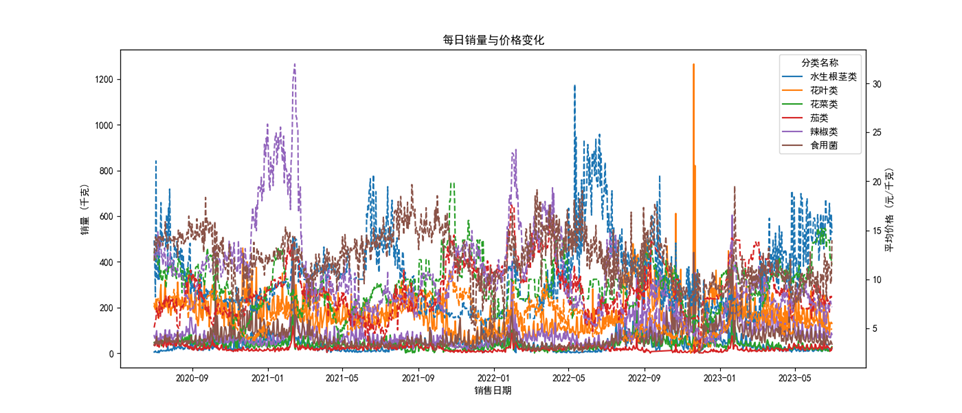 每日销量与价格变化
销量 (千克)
1200
1000
800
600
400
200
0
分类名称
水生根茎类
花叶类
花菜类
茄类
辣椒类
食用菌
30
25
20
15
10
5
平均价格 (元/千克)
2020-09
2021-01
2021-05
2021-09
2022-01
2022-05
2022-09
2023-01
2023-05
销售日期